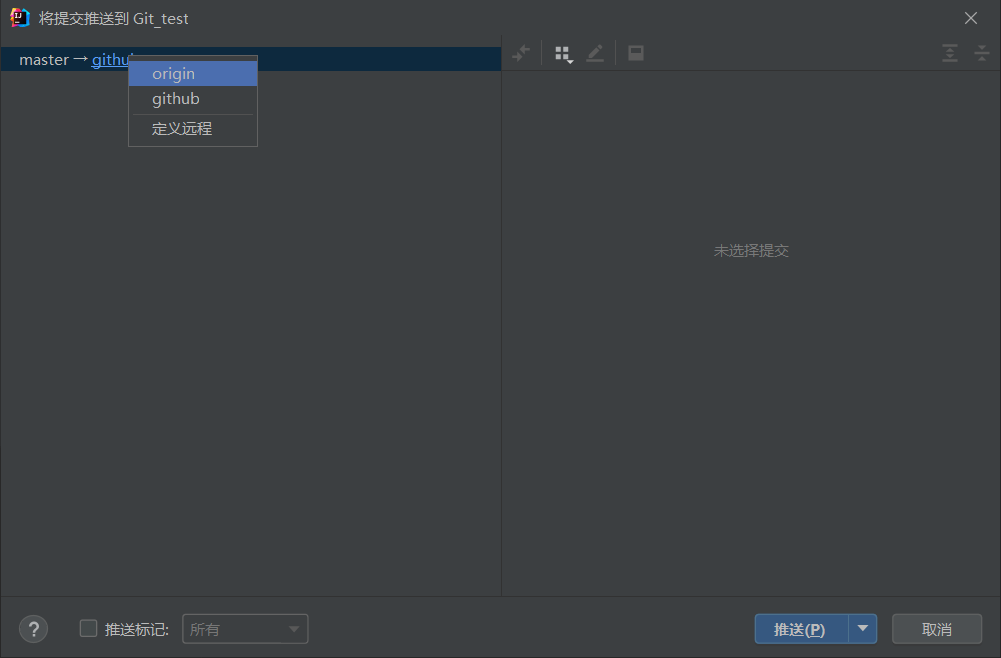 将提交推送到 Git_test
master → 
origin
github
定义远程
未选择提交
?
推送标记:
所有
推送(P)
取消